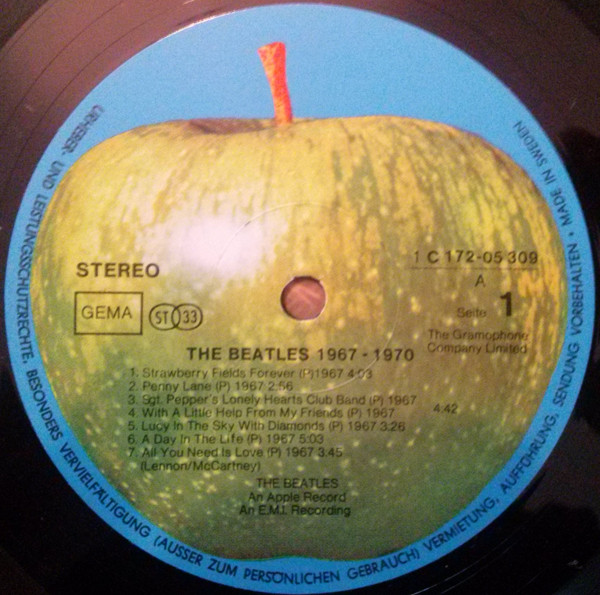 URHEBER- UND LEISTUNGSSCHUTZRECHTE, BESONDERS VERVIELFÄLTIGUNG (AUSSER ZUM PERSÖNLICHEN GEBRAUCH) VERMIETUNG, AUFFÜHRUNG, SENDUNG VORBEHALTEN • MADE IN SWEDEN
STEREO
1 C 172-05 309
A
GEMA
ST 33
Seite 1
The Gramophone
Company Limited
THE BEATLES 1967 - 1970
1. Strawberry Fields Forever (P)1967 4:03
2. Penny Lane (P) 1967 2:56
3. Sgt. Pepper's Lonely Hearts Club Band (P) 1967
4. With A Little Help From My Friends (P) 1967 4:42
5. Lucy In The Sky With Diamonds (P) 1967 3:26
6. A Day In The Life (P) 1967 5:03
7. All You Need Is Love (P) 1967 3:45
(Lennon/McCartney)
THE BEATLES
An Apple Record
An E.M.I. Recording